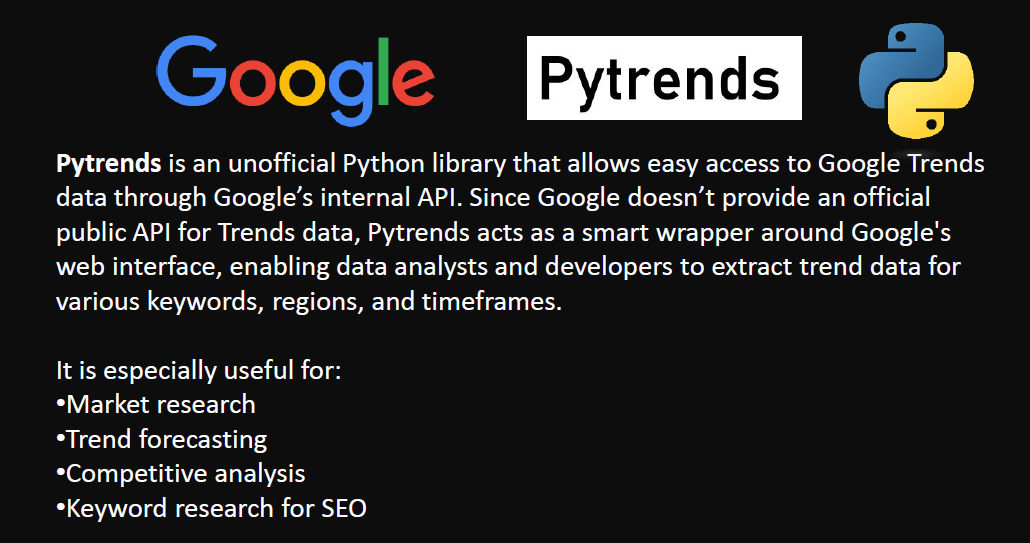 Google Pytrends
Pytrends is an unofficial Python library that allows easy access to Google Trends
data through Google’s internal API. Since Google doesn’t provide an official
public API for Trends data, Pytrends acts as a smart wrapper around Google's
web interface, enabling data analysts and developers to extract trend data for
various keywords, regions, and timeframes.
It is especially useful for:
•Market research
•Trend forecasting
•Competitive analysis
•Keyword research for SEO